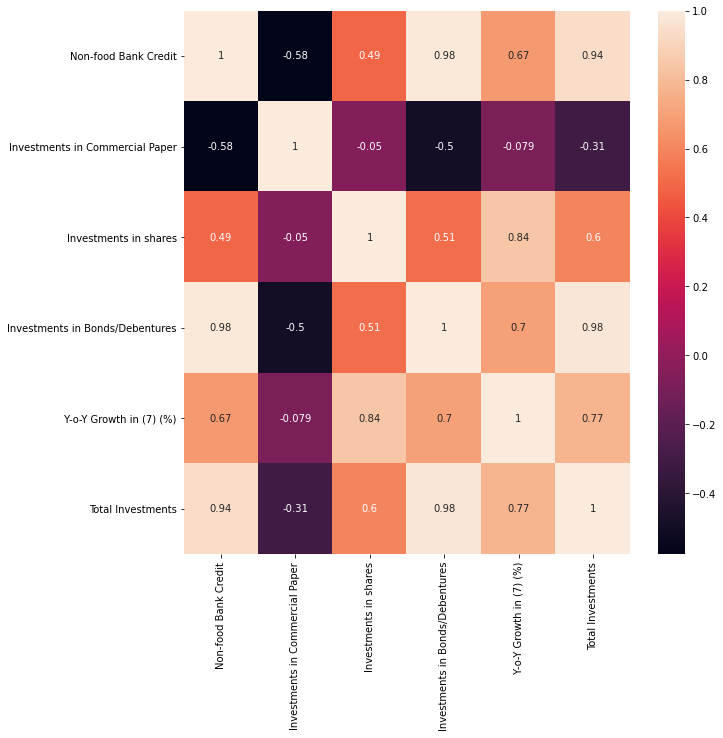 Non-food Bank Credit 1 -0.58 0.49 0.98 0.67 0.94
Investments in Commercial Paper -0.58 1 -0.05 -0.5 -0.079 -0.31
Investments in shares 0.49 -0.05 1 0.51 0.84 0.6
Investments in Bonds/Debentures 0.98 -0.5 0.51 1 0.7 0.98
Y-o-Y Growth in (7) (%) 0.67 -0.079 0.84 0.7 1 0.77
Total Investments 0.94 -0.31 0.6 0.98 0.77 1
Non-food Bank Credit
Investments in Commercial Paper
Investments in shares
Investments in Bonds/Debentures
Y-o-Y Growth in (7) (%)
Total Investments
1.0
0.8
0.6
0.4
0.2
0.0
−0.2
−0.4